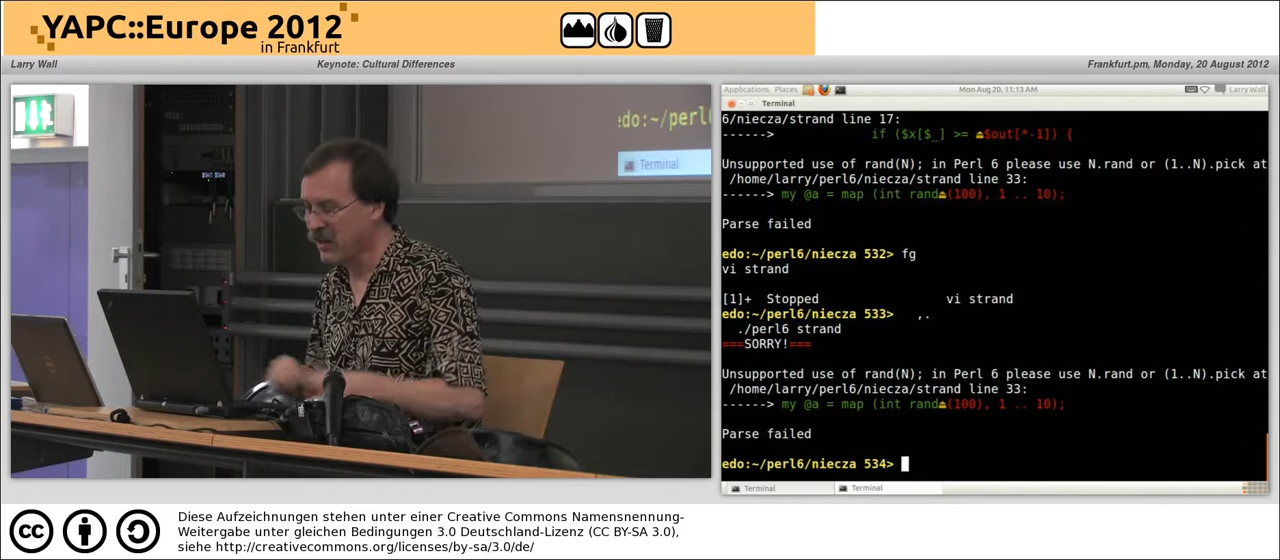 YAPC::Europe 2012
in Frankfurt
Larry Wall
Keynote: Cultural Differences
Frankfurt.pm, Monday, 20 August 2012
edo:~/perl
Terminal
Applications Places
Mon Aug 20, 11:13 AM
Larry Wall
Terminal
6/niecza/strand line 17:
------> if ($x[$_] >= ⏏$out[*-1]) {
Unsupported use of rand(N); in Perl 6 please use N.rand or (1..N).pick at
/home/larry/perl6/niecza/strand line 33:
------> my @a = map (int rand⏏(100), 1 .. 10);
Parse failed
edo:~/perl6/niecza 532> fg
vi strand
[1]+ Stopped vi strand
edo:~/perl6/niecza 533> ,.
./perl6 strand
===SORRY!===
Unsupported use of rand(N); in Perl 6 please use N.rand or (1..N).pick at
/home/larry/perl6/niecza/strand line 33:
------> my @a = map (int rand⏏(100), 1 .. 10);
Parse failed
edo:~/perl6/niecza 534>
Terminal
Terminal
cc
Diese Aufzeichnungen stehen unter einer Creative Commons Namensnennung-
Weitergabe unter gleichen Bedingungen 3.0 Deutschland-Lizenz (CC BY-SA 3.0),
siehe http://creativecommons.org/licenses/by-sa/3.0/de/